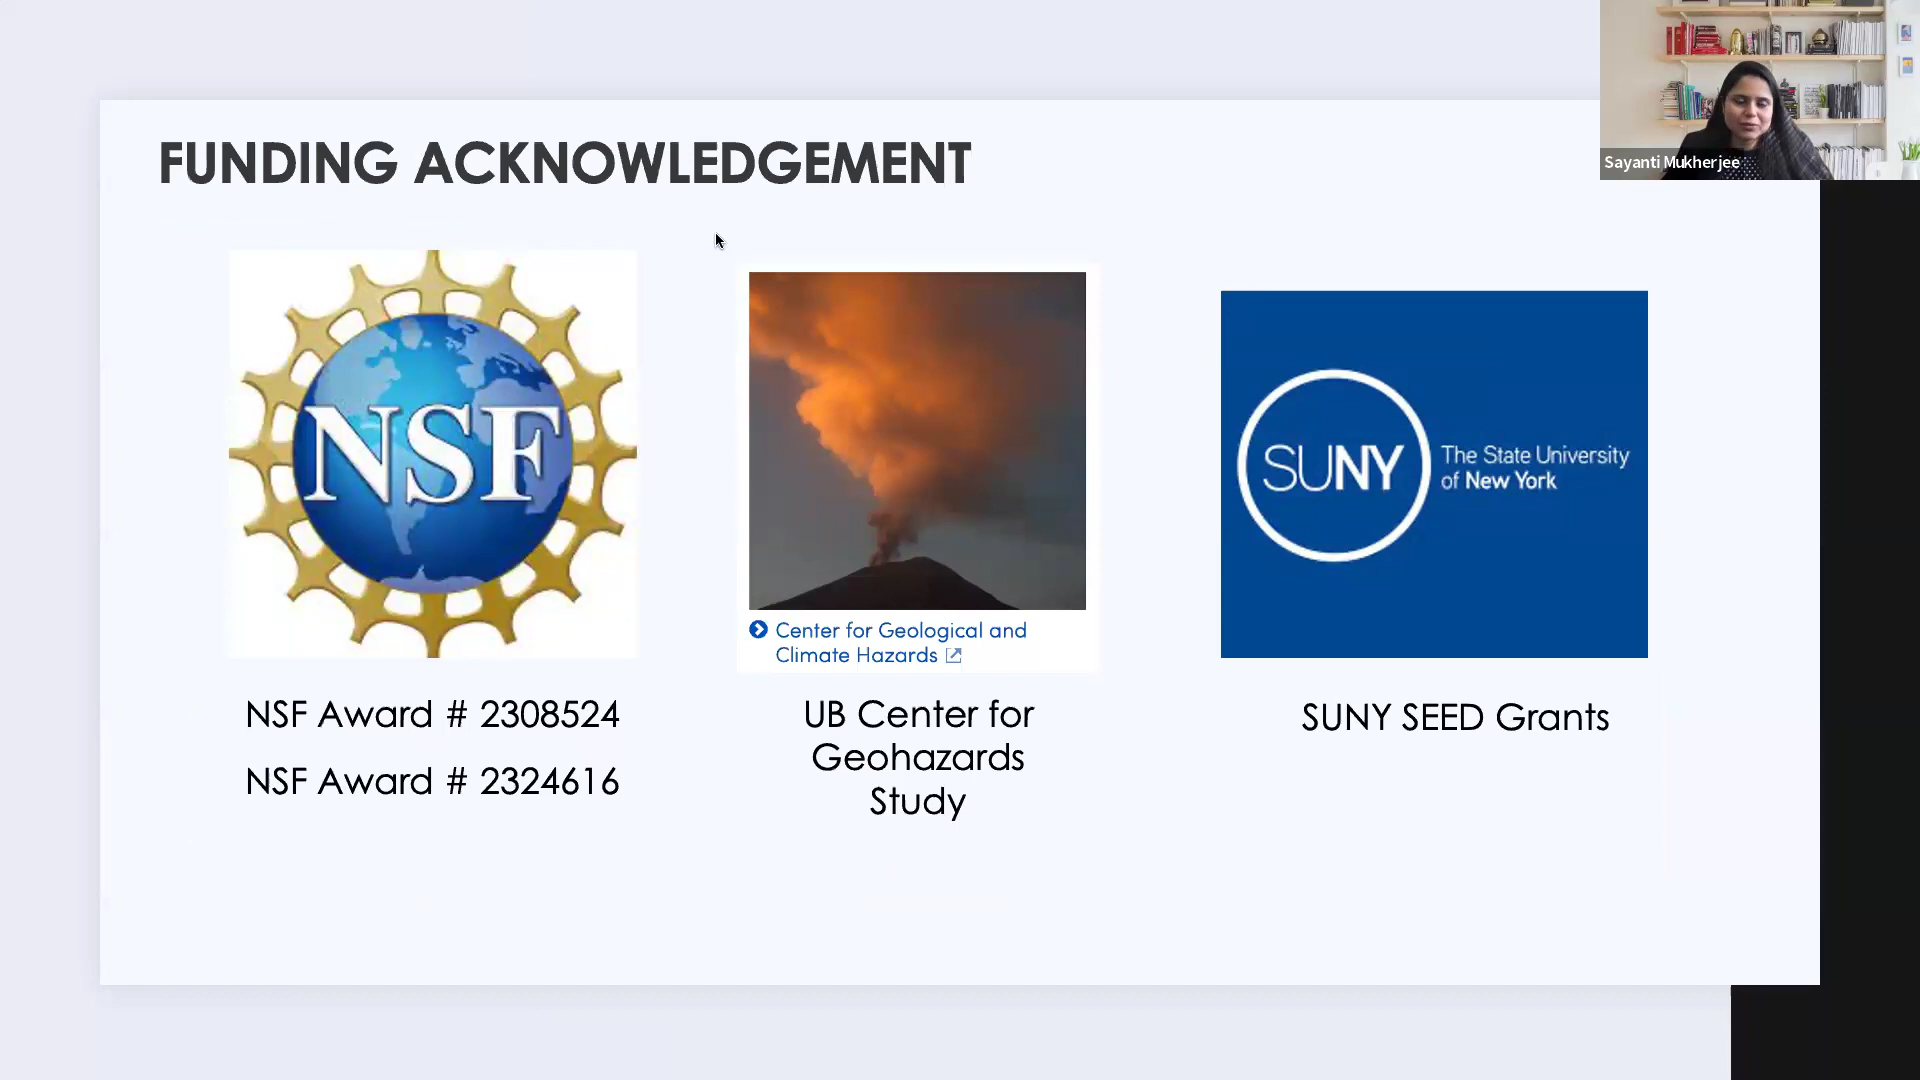 FUNDING ACKNOWLEDGEMENT
Sayanti Mukherjee
NSF
Center for Geological and
Climate Hazards
SUNY
The State University
of New York
NSF Award # 2308524
NSF Award # 2324616
UB Center for
Geohazards
Study
SUNY SEED Grants